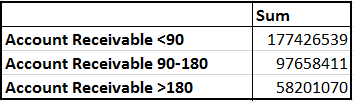 Sum
Account Receivable <90 177426539
Account Receivable 90-180 97658411
Account Receivable >180 58201070